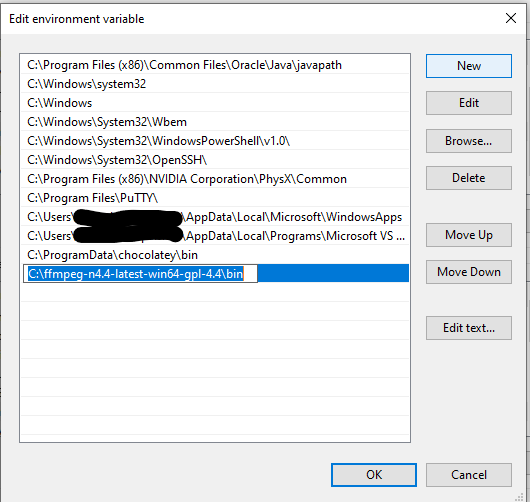 Edit environment variable
C:\Program Files (x86)\Common Files\Oracle\Java\javapath
C:\Windows\system32
C:\Windows
C:\Windows\System32\Wbem
C:\Windows\System32\WindowsPowerShell\v1.0\
C:\Windows\System32\OpenSSH\
C:\Program Files (x86)\NVIDIA Corporation\PhysX\Common
C:\Program Files\PuTTY\
C:\Users\ \AppData\Local\Microsoft\WindowsApps
C:\Users\ \AppData\Local\Programs\Microsoft VS ...
C:\ProgramData\chocolatey\bin
C:\ffmpeg-n4.4-latest-win64-gpl-4.4\bin
New
Edit
Browse...
Delete
Move Up
Move Down
Edit text...
OK
Cancel